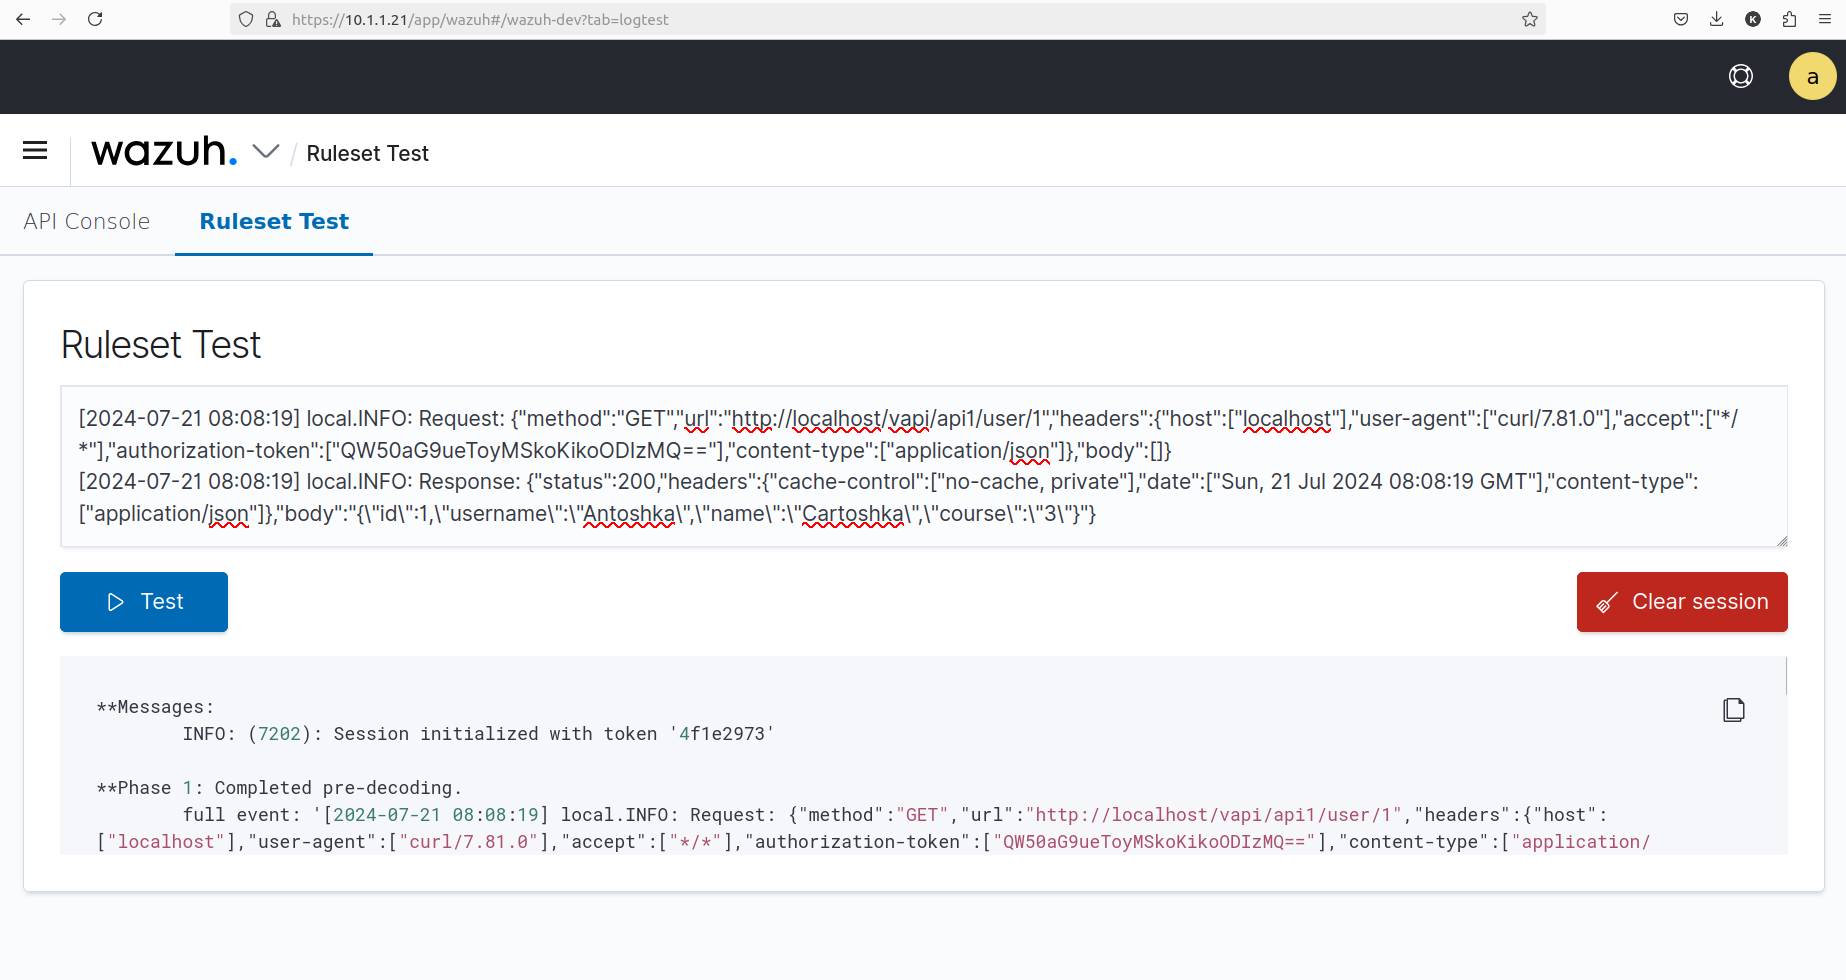 https://10.1.1.21/app/wazuh#/wazuh-dev?tab=logtest
K
a
wazuh. / Ruleset Test
API Console Ruleset Test
Ruleset Test
[2024-07-21 08:08:19] local.INFO: Request: {"method":"GET","url":"http://localhost/vapi/api1/user/1","headers":{"host":["localhost"],"user-agent":["curl/7.81.0"],"accept":["*/
*"],"authorization-token":["QW50aG9ueToyMSkoKikoODIzMQ=="],"content-type":["application/json"]},"body":[]}
[2024-07-21 08:08:19] local.INFO: Response: {"status":200,"headers":{"cache-control":["no-cache, private"],"date":["Sun, 21 Jul 2024 08:08:19 GMT"],"content-type":
["application/json"]},"body":"{\"id\":1,\"username\":\"Antoshka\",\"name\":\"Cartoshka\",\"course\":\"3\"}"}
Test Clear session
**Messages:
INFO: (7202): Session initialized with token '4f1e2973'
**Phase 1: Completed pre-decoding.
full event: '[2024-07-21 08:08:19] local.INFO: Request: {"method":"GET","url":"http://localhost/vapi/api1/user/1","headers":{"host":
["localhost"],"user-agent":["curl/7.81.0"],"accept":["*/*"],"authorization-token":["QW50aG9ueToyMSkoKikoODIzMQ=="],"content-type":["application/